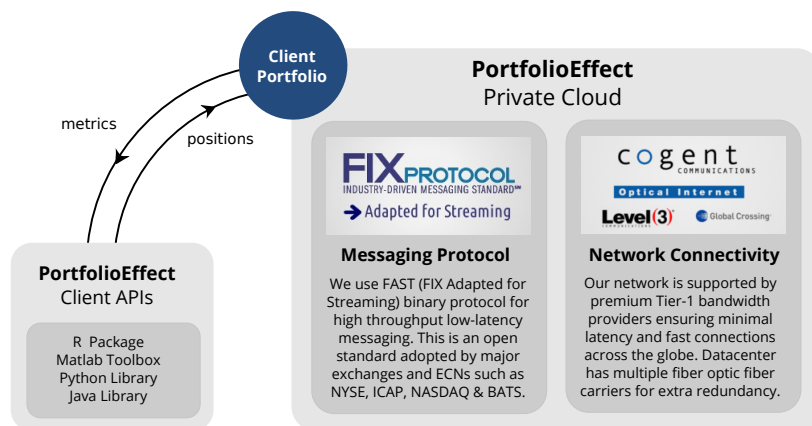 Client
Portfolio
metrics
positions
PortfolioEffect
Client APIs
R Package
Matlab Toolbox
Python Library
Java Library
PortfolioEffect
Private Cloud
FIX PROTOCOL
INDUSTRY-DRIVEN MESSAGING STANDARD℠
Adapted for Streaming
Messaging Protocol
We use FAST (FIX Adapted for
Streaming) binary protocol for
high throughput low-latency
messaging. This is an open
standard adopted by major
exchanges and ECNs such as
NYSE, ICAP, NASDAQ & BATS.
cogent
COMMUNICATIONS
Optical Internet
Level(3)
COMMUNICATIONS
Global Crossing
Network Connectivity
Our network is supported by
premium Tier-1 bandwidth
providers ensuring minimal
latency and fast connections
across the globe. Datacenter
has multiple fiber optic fiber
carriers for extra redundancy.